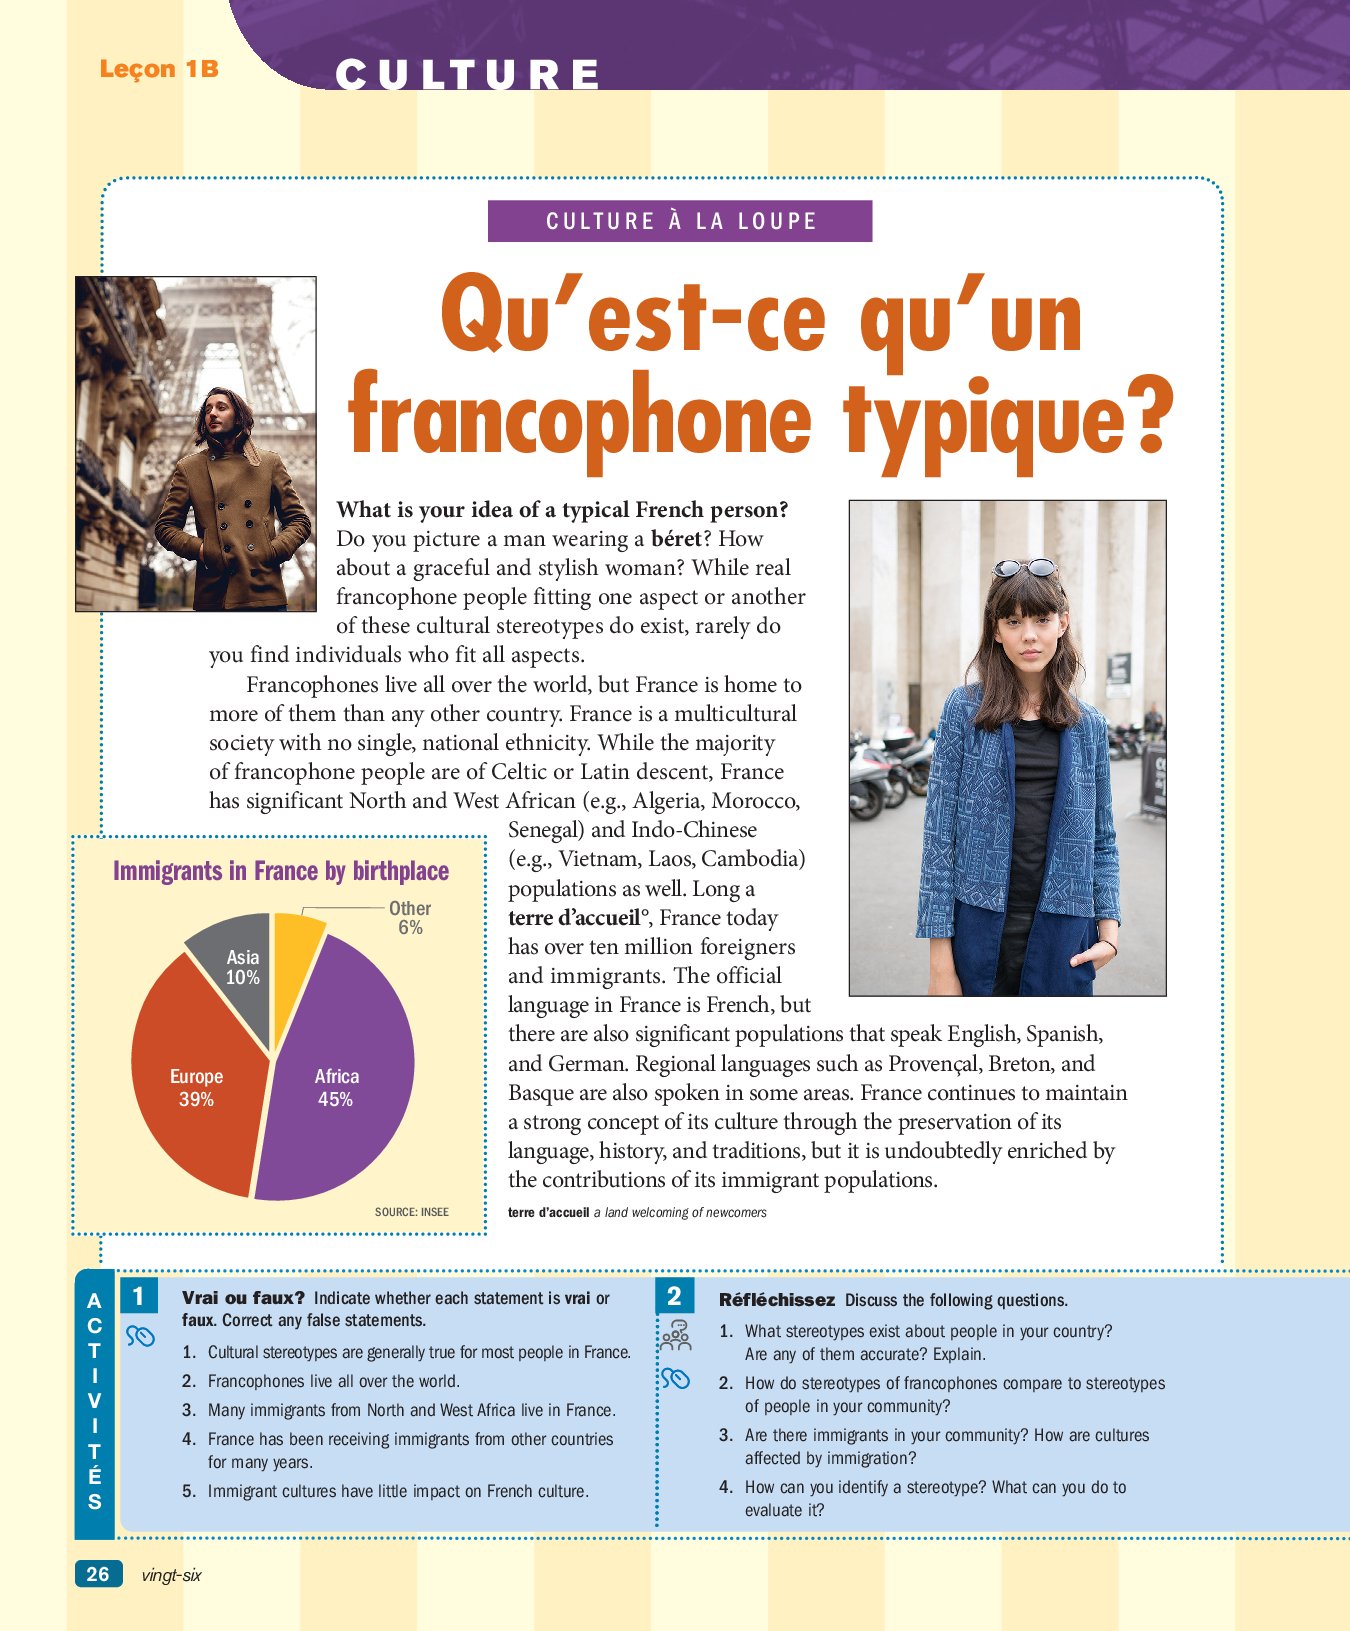 Leçon 1B
CULTURE
CULTURE À LA LOUPE
Qu’est-ce qu’un
francophone typique?
What is your idea of a typical French person?
Do you picture a man wearing a béret? How
about a graceful and stylish woman? While real
francophone people fitting one aspect or another
of these cultural stereotypes do exist, rarely do
you find individuals who fit all aspects.
Francophones live all over the world, but France is home to
more of them than any other country. France is a multicultural
society with no single, national ethnicity. While the majority
of francophone people are of Celtic or Latin descent, France
has significant North and West African (e.g., Algeria, Morocco,
Senegal) and Indo-Chinese
(e.g., Vietnam, Laos, Cambodia)
populations as well. Long a
terre d’accueil°, France today
has over ten million foreigners
and immigrants. The official
language in France is French, but
there are also significant populations that speak English, Spanish,
and German. Regional languages such as Provençal, Breton, and
Basque are also spoken in some areas. France continues to maintain
a strong concept of its culture through the preservation of its
language, history, and traditions, but it is undoubtedly enriched by
the contributions of its immigrant populations.
terre d’accueil a land welcoming of newcomers
Immigrants in France by birthplace
Other
6%
Asia
10%
Europe
39%
Africa
45%
SOURCE: INSEE
ACTIVITÉS
1
Vrai ou faux? Indicate whether each statement is vrai or
faux. Correct any false statements.
1. Cultural stereotypes are generally true for most people in France.
2. Francophones live all over the world.
3. Many immigrants from North and West Africa live in France.
4. France has been receiving immigrants from other countries
for many years.
5. Immigrant cultures have little impact on French culture.
2
Réfléchissez Discuss the following questions.
1. What stereotypes exist about people in your country?
Are any of them accurate? Explain.
2. How do stereotypes of francophones compare to stereotypes
of people in your community?
3. Are there immigrants in your community? How are cultures
affected by immigration?
4. How can you identify a stereotype? What can you do to
evaluate it?
26
vingt-six